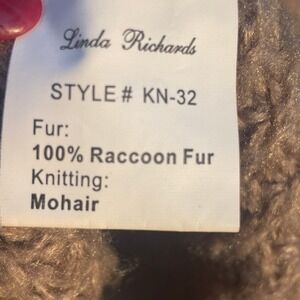 Linda Richards
STYLE # KN-32
Fur:
100% Raccoon Fur
Knitting:
Mohair